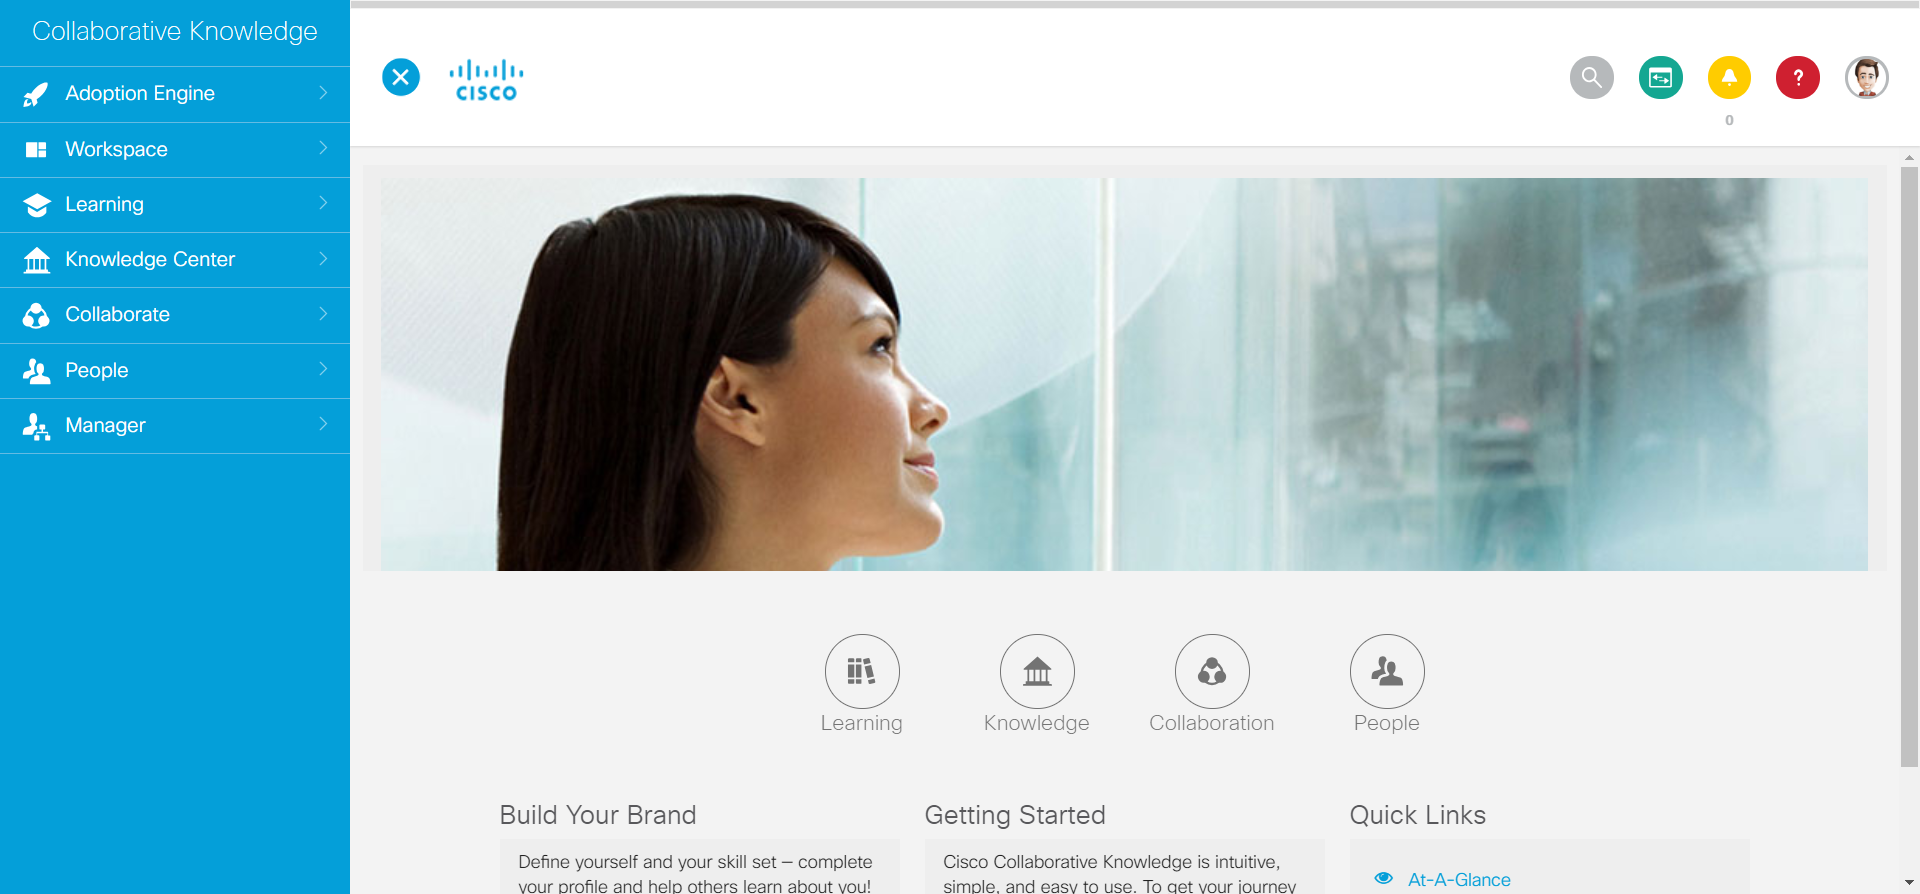 Collaborative Knowledge
Adoption Engine
Workspace
Learning
Knowledge Center
Collaborate
People
Manager
CISCO
?
0
Learning
Knowledge
Collaboration
People
Build Your Brand
Define yourself and your skill set – complete
your profile and help others learn about you!
Getting Started
Cisco Collaborative Knowledge is intuitive,
simple, and easy to use. To get your journey
Quick Links
At-A-Glance